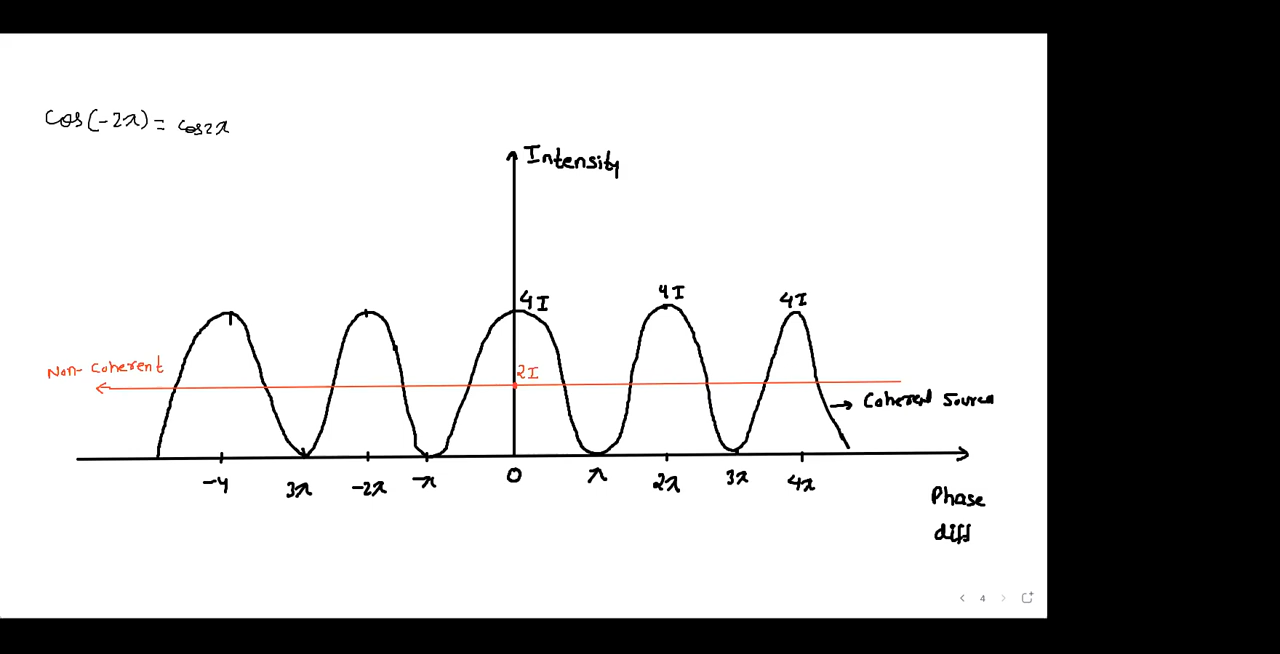 cos(-2π) = cos2π
Intensity
4I
4I
4I
Non-Coherent
2I
→ Coherent Source
-4
3π
-2π
-π
0
π
2π
3π
4π
Phase
diff
< 4 >